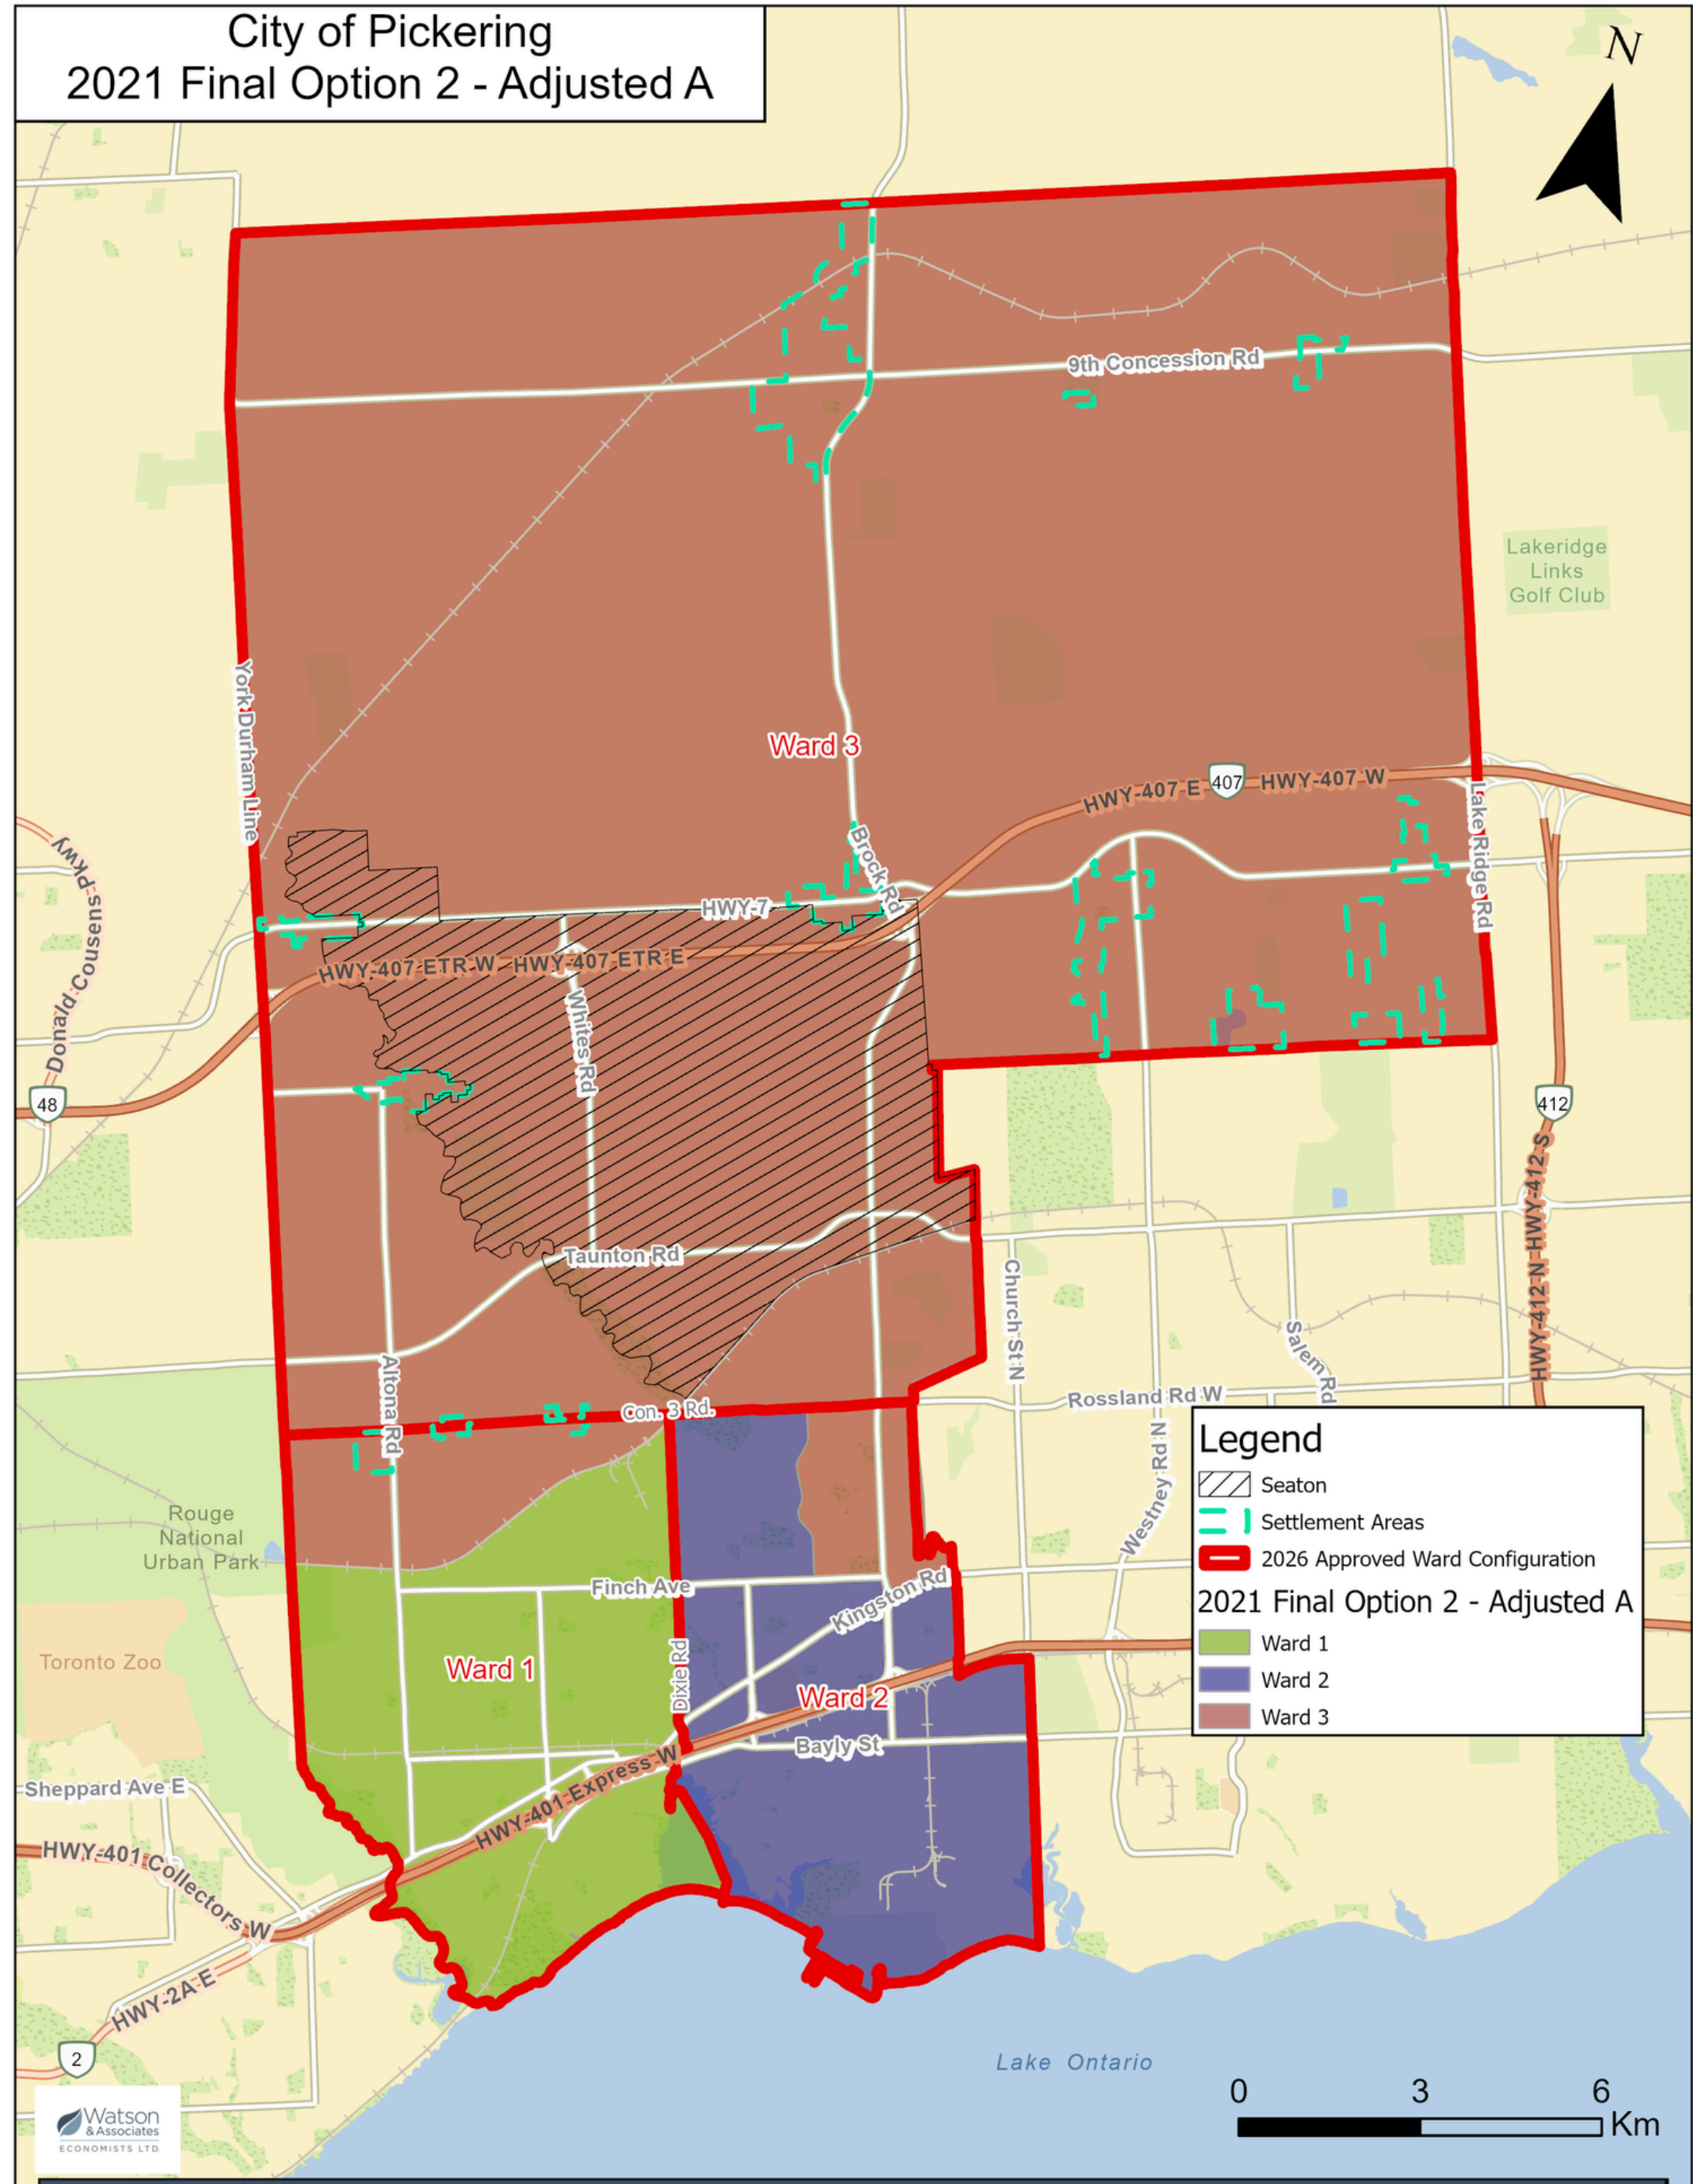 City of Pickering
2021 Final Option 2 - Adjusted A
N
9th Concession Rd
Lakeridge
Links
Golf Club
York Durham Line
Ward 3
HWY-407 E
407
HWY-407 W
Brock Rd
Lake Ridge Rd
Donald Cousens Pkwy
HWY-7
HWY-407 ETR W
HWY-407 ETR E
Whites Rd
48
412
HWY-412 N
HWY-412 S
Taunton Rd
Church St N
Salem Rd
Altona Rd
Con. 3 Rd.
Rossland Rd W
Westney Rd N
Rouge
National
Urban Park
Finch Ave
Kingston Rd
Toronto Zoo
Ward 1
Dixie Rd
Ward 2
Bayly St
Sheppard Ave E
HWY-401 Express W
HWY-401 Collectors W
HWY-2A E
2
Lake Ontario
Legend
Seaton
Settlement Areas
2026 Approved Ward Configuration
2021 Final Option 2 - Adjusted A
Ward 1
Ward 2
Ward 3
0 3 6
Km
Watson
& Associates
ECONOMISTS LTD.